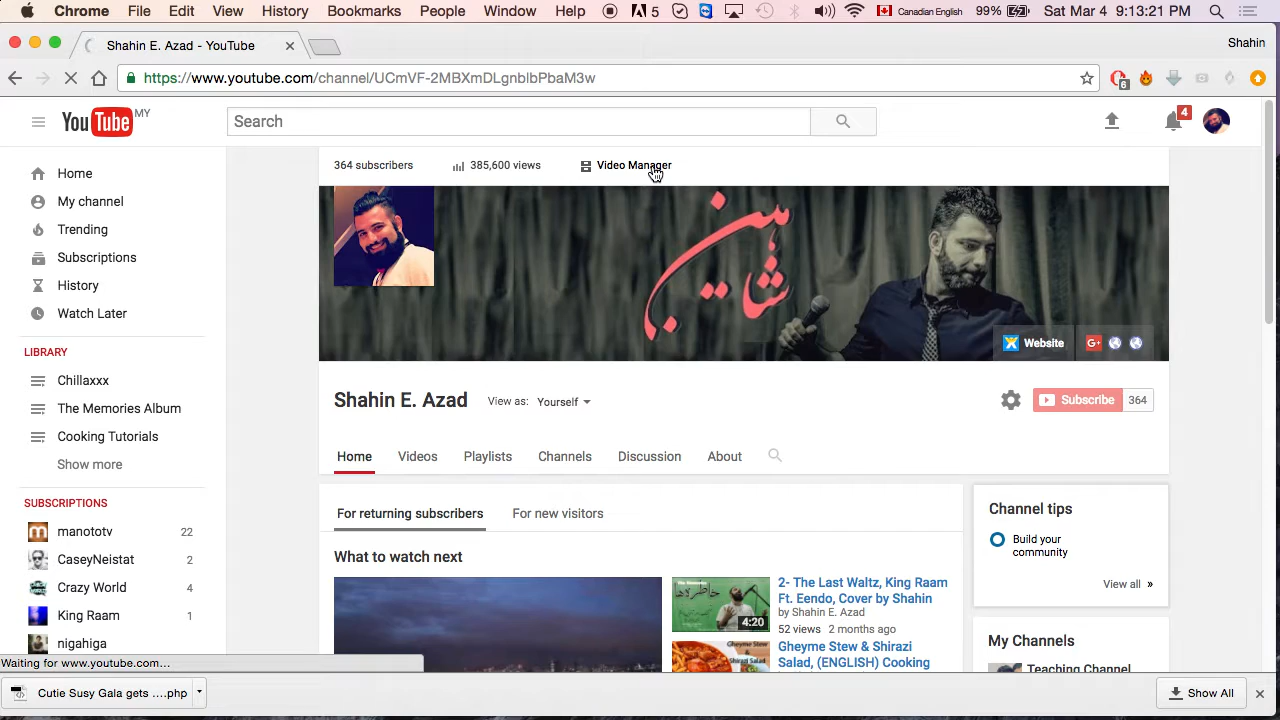 Chrome File Edit View History Bookmarks People Window Help 5 Canadian English 99% Sat Mar 4 9:13:21 PM
Shahin E. Azad - YouTube
Shahin
https://www.youtube.com/channel/UCmVF-2MBXmDLgnblbPbaM3w
6
YouTube MY
Search
4
364 subscribers 385,600 views Video Manager
شاهین
Website
G+
Home
My channel
Trending
Subscriptions
History
Watch Later
LIBRARY
Chillaxxx
The Memories Album
Cooking Tutorials
Show more
SUBSCRIPTIONS
manototv 22
CaseyNeistat 2
Crazy World 4
King Raam 1
nigahiga
Shahin E. Azad View as: Yourself
Subscribe 364
Home Videos Playlists Channels Discussion About
For returning subscribers For new visitors
What to watch next
4:20
2- The Last Waltz, King Raam
Ft. Eendo, Cover by Shahin
by Shahin E. Azad
52 views 2 months ago
Gheyme Stew & Shirazi
Salad, (ENGLISH) Cooking
Channel tips
Build your
community
View all »
My Channels
Teaching Channel
Waiting for www.youtube.com...
Cutie Susy Gala gets ....php
Show All